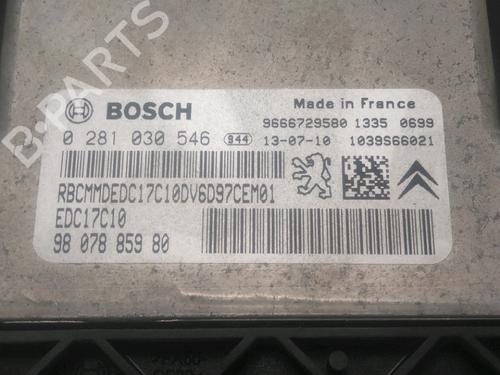 B-PARTS
BOSCH
Made in France
9666729580 1335 0699
0 281 030 546 944 13-07-10 1039S66021
RBCMMDEDC17C10DV6D97CEM01
EDC17C10
98 078 859 80